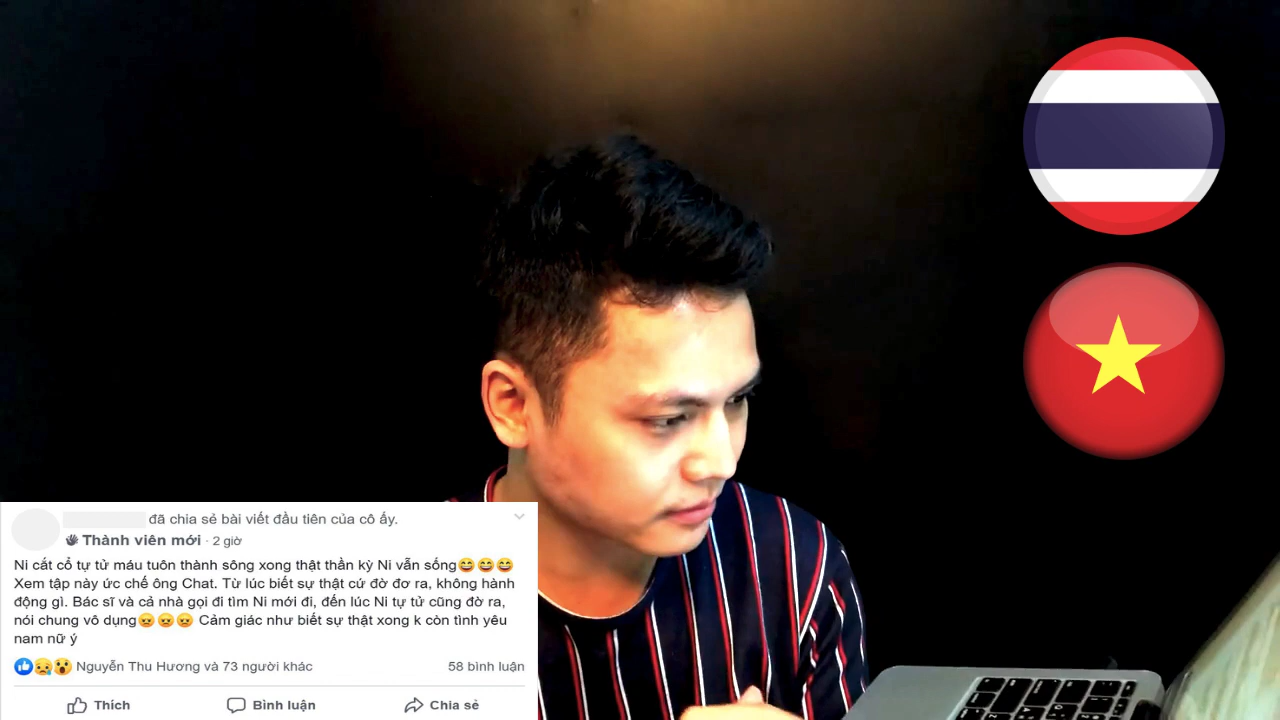 đã chia sẻ bài viết đầu tiên của cô ấy.
Thành viên mới · 2 giờ
Ni cắt cổ tự tử máu tuôn thành sông xong thật thần kỳ Ni vẫn sống😄😄😄
Xem tập này ức chế ông Chat. Từ lúc biết sự thật cứ đờ đơ ra, không hành
động gì. Bác sĩ và cả nhà gọi đi tìm Ni mới đi, đến lúc Ni tự tử cũng đờ ra,
nói chung vô dụng😡😡😡 Cảm giác như biết sự thật xong k còn tình yêu
nam nữ ý
Nguyễn Thu Hương và 73 người khác 58 bình luận
Thích Bình luận Chia sẻ